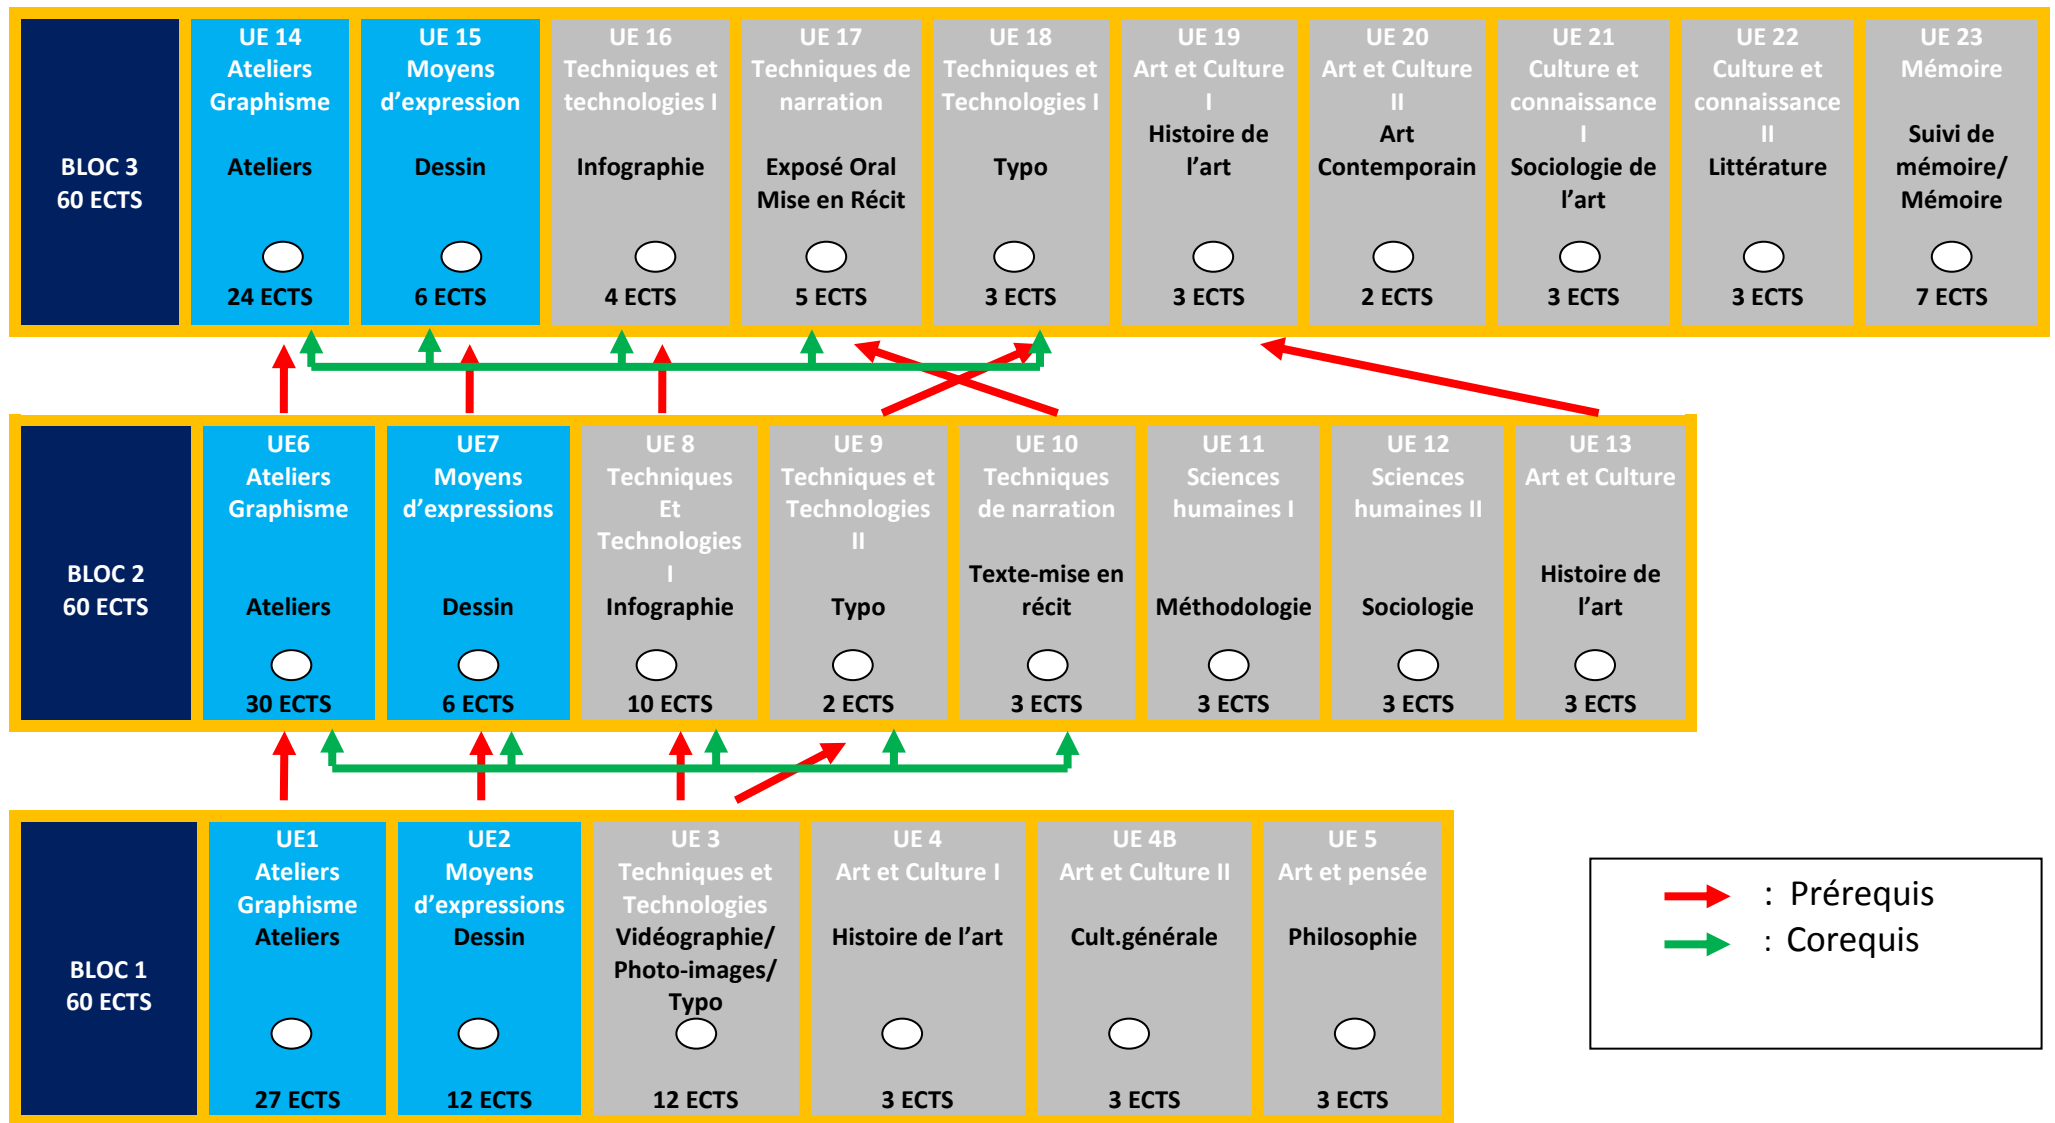 BLOC 3
60 ECTS
UE 14
Ateliers
Graphisme
Ateliers
24 ECTS
UE 15
Moyens
d’expression
Dessin
6 ECTS
UE 16
Techniques et
technologies I
Infographie
4 ECTS
UE 17
Techniques de
narration
Exposé Oral
Mise en Récit
5 ECTS
UE 18
Techniques et
Technologies I
Typo
3 ECTS
UE 19
Art et Culture
I
Histoire de
l’art
3 ECTS
UE 20
Art et Culture
II
Art
Contemporain
2 ECTS
UE 21
Culture et
connaissance
I
Sociologie de
l’art
3 ECTS
UE 22
Culture et
connaissance
II
Littérature
3 ECTS
UE 23
Mémoire
Suivi de
mémoire/
Mémoire
7 ECTS
BLOC 2
60 ECTS
UE6
Ateliers
Graphisme
Ateliers
30 ECTS
UE7
Moyens
d’expressions
Dessin
6 ECTS
UE 8
Techniques
Et
Technologies
I
Infographie
10 ECTS
UE 9
Techniques et
Technologies
II
Typo
2 ECTS
UE 10
Techniques
de narration
Texte-mise en
récit
3 ECTS
UE 11
Sciences
humaines I
Méthodologie
3 ECTS
UE 12
Sciences
humaines II
Sociologie
3 ECTS
UE 13
Art et Culture
Histoire de
l’art
3 ECTS
BLOC 1
60 ECTS
UE1
Ateliers
Graphisme
Ateliers
27 ECTS
UE2
Moyens
d’expressions
Dessin
12 ECTS
UE 3
Techniques et
Technologies
Vidéographie/
Photo-images/
Typo
12 ECTS
UE 4
Art et Culture I
Histoire de l’art
3 ECTS
UE 4B
Art et Culture II
Cult.générale
3 ECTS
UE 5
Art et pensée
Philosophie
3 ECTS
: Prérequis
: Corequis